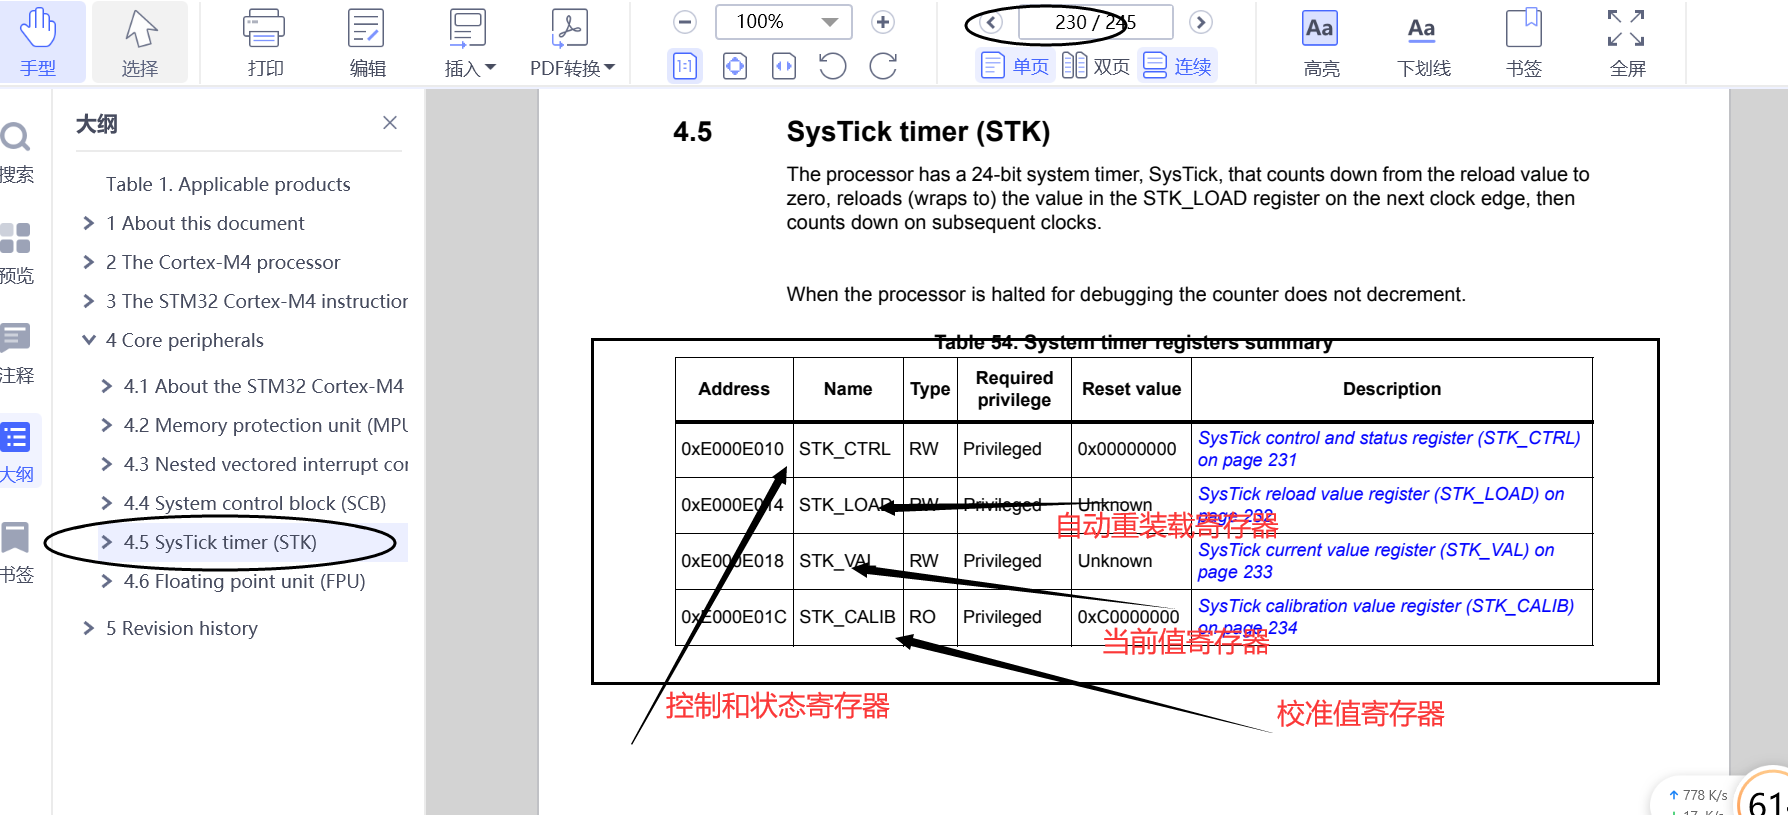 手型
选择
打印
编辑
插入
PDF转换
100%
230 / 245
单页
双页
连续
高亮
下划线
书签
全屏
搜索
预览
注释
大纲
书签
大纲
Table 1. Applicable products
1 About this document
2 The Cortex-M4 processor
3 The STM32 Cortex-M4 instruction
4 Core peripherals
4.1 About the STM32 Cortex-M4
4.2 Memory protection unit (MPU
4.3 Nested vectored interrupt cor
4.4 System control block (SCB)
4.5 SysTick timer (STK)
4.6 Floating point unit (FPU)
5 Revision history
4.5 SysTick timer (STK)
The processor has a 24-bit system timer, SysTick, that counts down from the reload value to
zero, reloads (wraps to) the value in the STK_LOAD register on the next clock edge, then
counts down on subsequent clocks.
When the processor is halted for debugging the counter does not decrement.
Table 54. System timer registers summary
Address Name Type Required privilege Reset value Description
0xE000E010 STK_CTRL RW Privileged 0x00000000 SysTick control and status register (STK_CTRL)
on page 231
0xE000E014 STK_LOAD RW Privileged Unknown SysTick reload value register (STK_LOAD) on
page 232
自动重装载寄存器
0xE000E018 STK_VAL RW Privileged Unknown SysTick current value register (STK_VAL) on
page 233
0xE000E01C STK_CALIB RO Privileged 0xC0000000 SysTick calibration value register (STK_CALIB)
on page 234
当前值寄存器
控制和状态寄存器
校准值寄存器
778 K/s